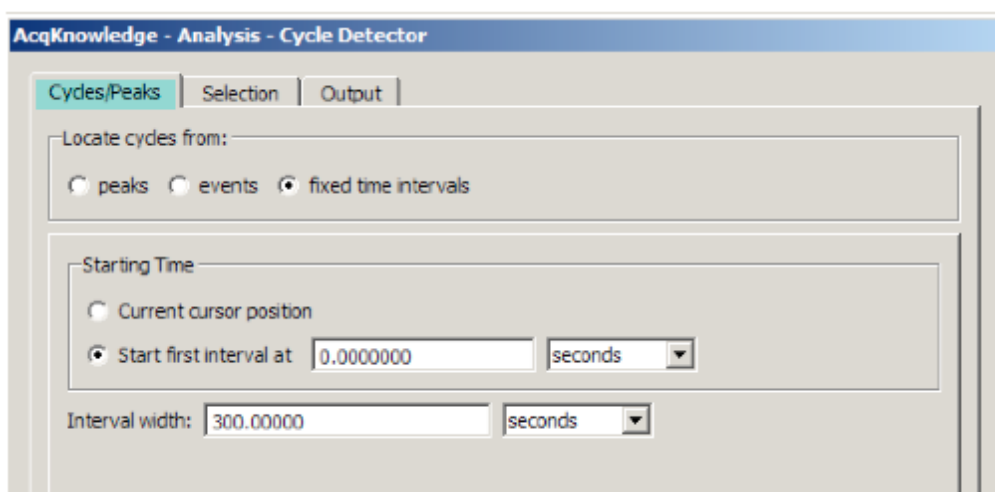 AcqKnowledge - Analysis - Cycle Detector
Cycles/Peaks Selection Output
Locate cycles from:
peaks events fixed time intervals
Starting Time
Current cursor position
Start first interval at 0.0000000 seconds
Interval width: 300.00000 seconds